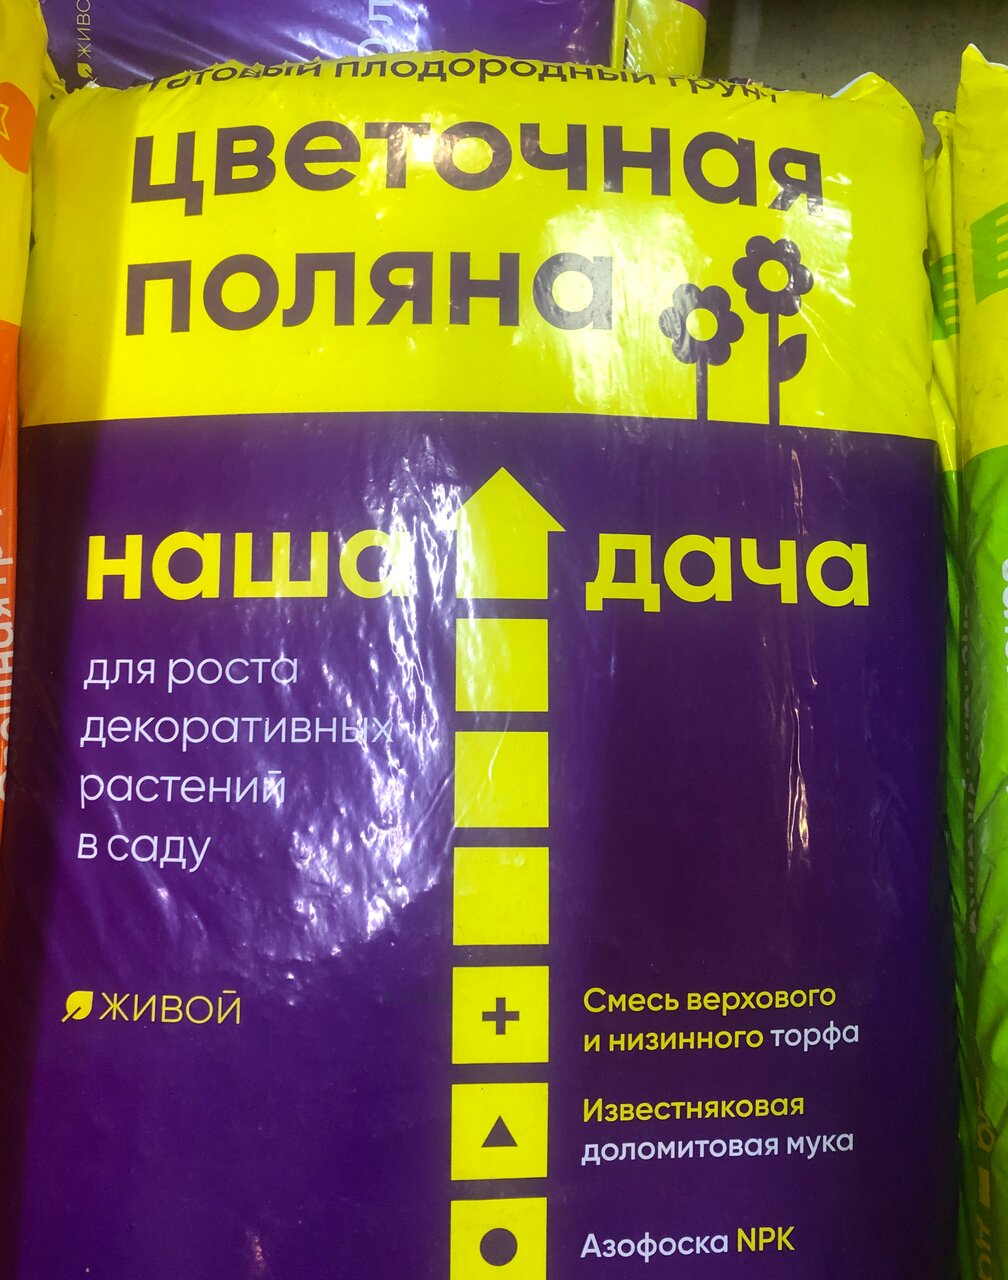 Готовый плодородный грунт
цветочная
поляна
наша дача
для роста
декоративных
растений
в саду
живой
Смесь верхового
и низинного торфа
Известняковая
доломитовая мука
Азофоска NPK